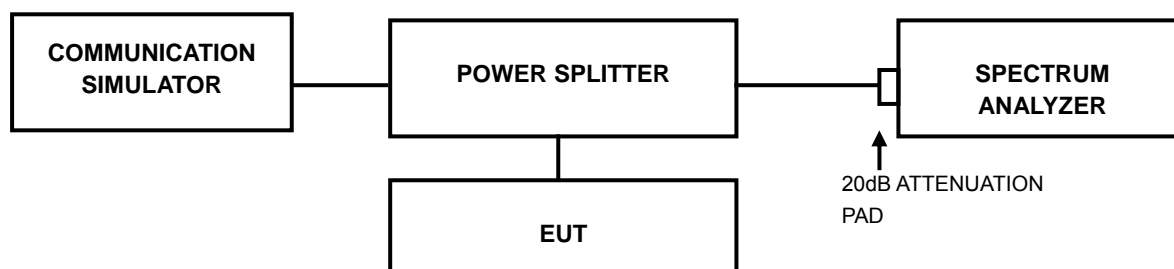 COMMUNICATION
SIMULATOR
POWER SPLITTER
SPECTRUM
ANALYZER
20dB ATTENUATION
PAD
EUT